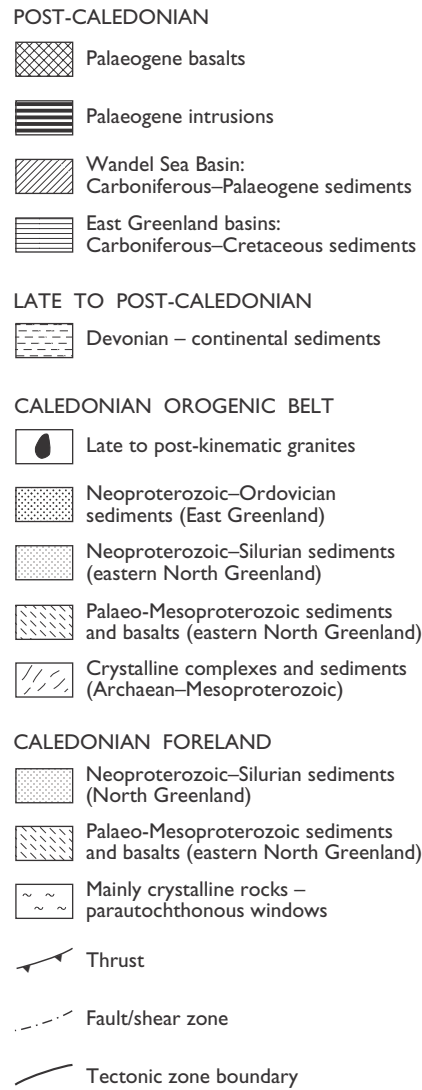 POST-CALEDONIAN
Palaeogene basalts
Palaeogene intrusions
Wandel Sea Basin:
Carboniferous–Palaeogene sediments
East Greenland basins:
Carboniferous–Cretaceous sediments
LATE TO POST-CALEDONIAN
Devonian – continental sediments
CALEDONIAN OROGENIC BELT
Late to post-kinematic granites
Neoproterozoic–Ordovician
sediments (East Greenland)
Neoproterozoic–Silurian sediments
(eastern North Greenland)
Palaeo-Mesoproterozoic sediments
and basalts (eastern North Greenland)
Crystalline complexes and sediments
(Archaean–Mesoproterozoic)
CALEDONIAN FORELAND
Neoproterozoic–Silurian sediments
(North Greenland)
Palaeo-Mesoproterozoic sediments
and basalts (eastern North Greenland)
Mainly crystalline rocks –
parautochthonous windows
Thrust
Fault/shear zone
Tectonic zone boundary